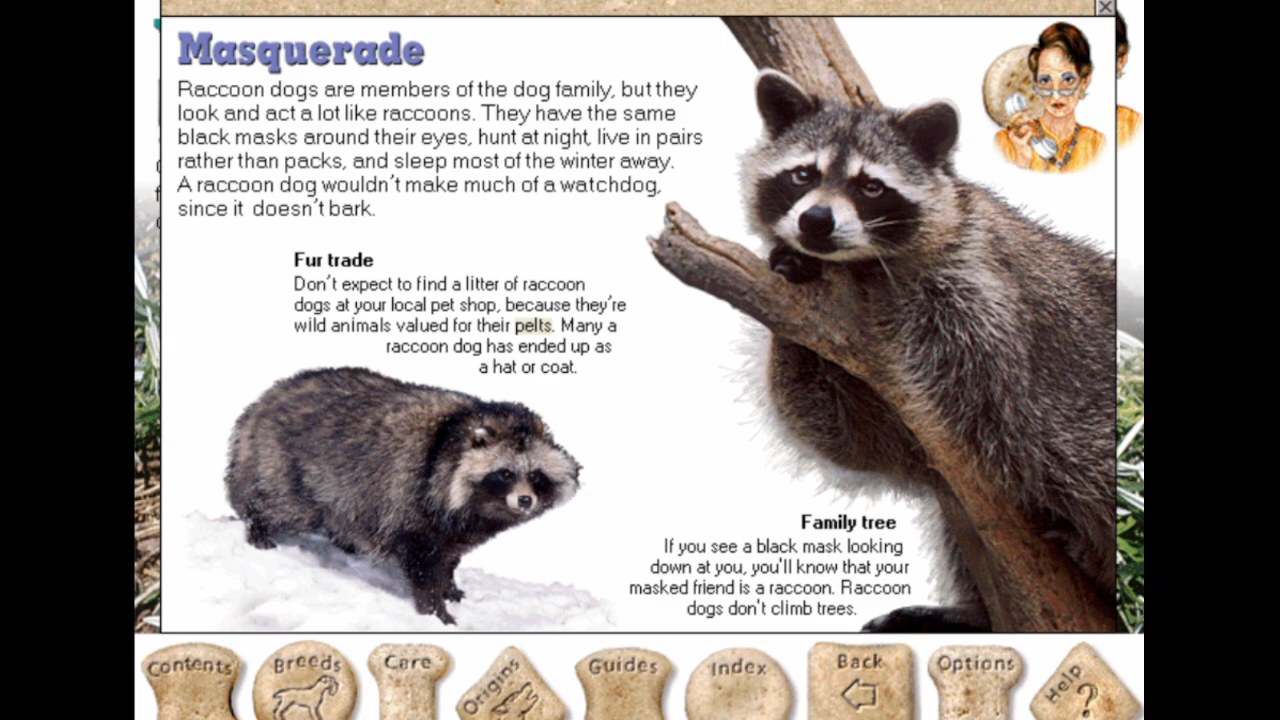 Masquerade
Raccoon dogs are members of the dog family, but they
look and act a lot like raccoons. They have the same
black masks around their eyes, hunt at night, live in pairs
rather than packs, and sleep most of the winter away.
A raccoon dog wouldn't make much of a watchdog,
since it doesn't bark.
Fur trade
Don't expect to find a litter of raccoon
dogs at your local pet shop, because they're
wild animals valued for their pelts. Many a
raccoon dog has ended up as
a hat or coat.
Family tree
If you see a black mask looking
down at you, you'll know that your
masked friend is a raccoon. Raccoon
dogs don't climb trees.
Contents
Breeds
Care
Origins
Guides
Index
Back
Options
Help
?